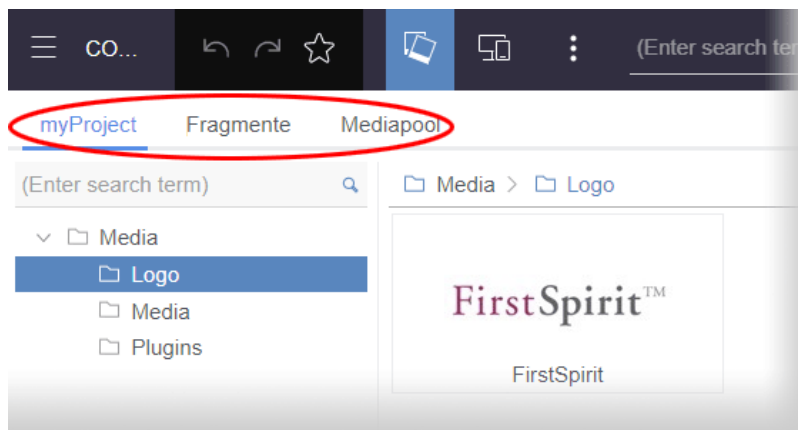 CO...
(Enter search ter
myProject Fragmente Mediapool
(Enter search term)
Media > Logo
Media
Logo
Media
Plugins
FirstSpirit™
FirstSpirit